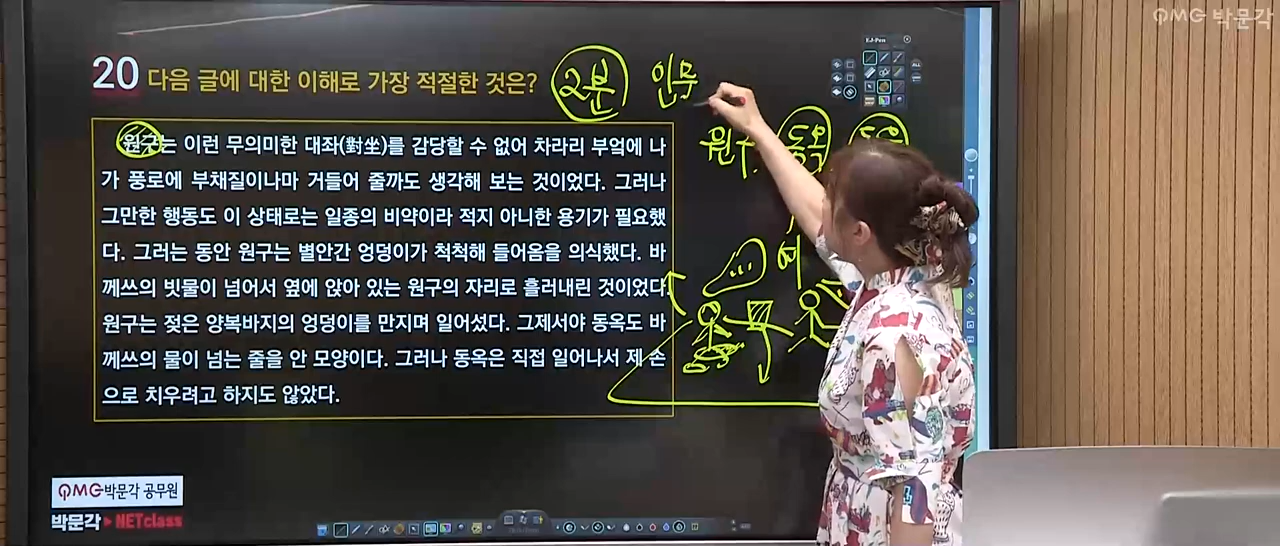 QMG 박문각
20 다음 글에 대한 이해로 가장 적절한 것은?
2분 인무
원구 동옥
원구는 이런 무의미한 대좌(對坐)를 감당할 수 없어 차라리 부엌에 나
가 풍로에 부채질이나마 거들어 줄까도 생각해 보는 것이었다. 그러나
그만한 행동도 이 상태로는 일종의 비약이라 적지 아니한 용기가 필요했
다. 그러는 동안 원구는 별안간 엉덩이가 척척해 들어옴을 의식했다. 바
께쓰의 빗물이 넘어서 옆에 앉아 있는 원구의 자리로 흘러내린 것이었다.
원구는 젖은 양복바지의 엉덩이를 만지며 일어섰다. 그제서야 동옥도 바
께쓰의 물이 넘는 줄을 안 모양이다. 그러나 동옥은 직접 일어나서 제 손
으로 치우려고 하지도 않았다.
EJ-Pen
QMG 박문각 공무원
박문각 NETclass